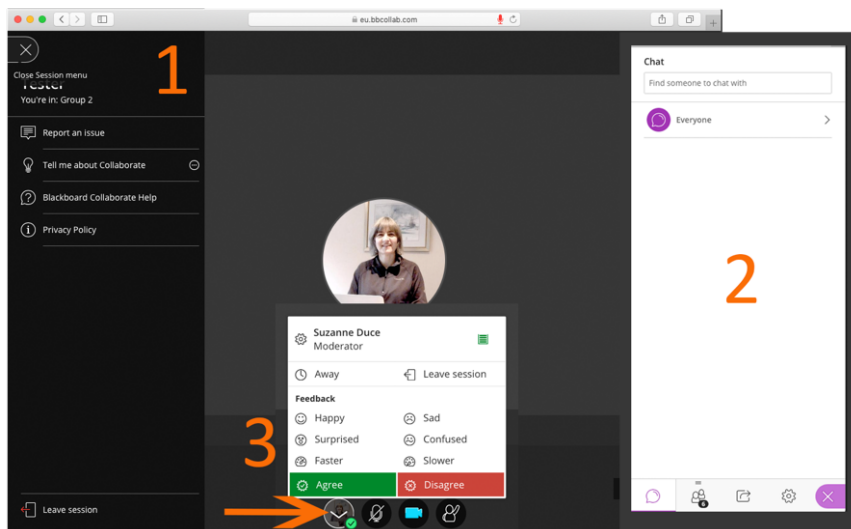 eu.bbcollab.com
1
Close Session menu
Tester
You're in: Group 2
Report an issue
Tell me about Collaborate
Blackboard Collaborate Help
Privacy Policy
Leave session
Suzanne Duce
Moderator
Away
Leave session
Feedback
Happy
Sad
Surprised
Confused
Faster
Slower
Agree
Disagree
3
Chat
Find someone to chat with
Everyone
2